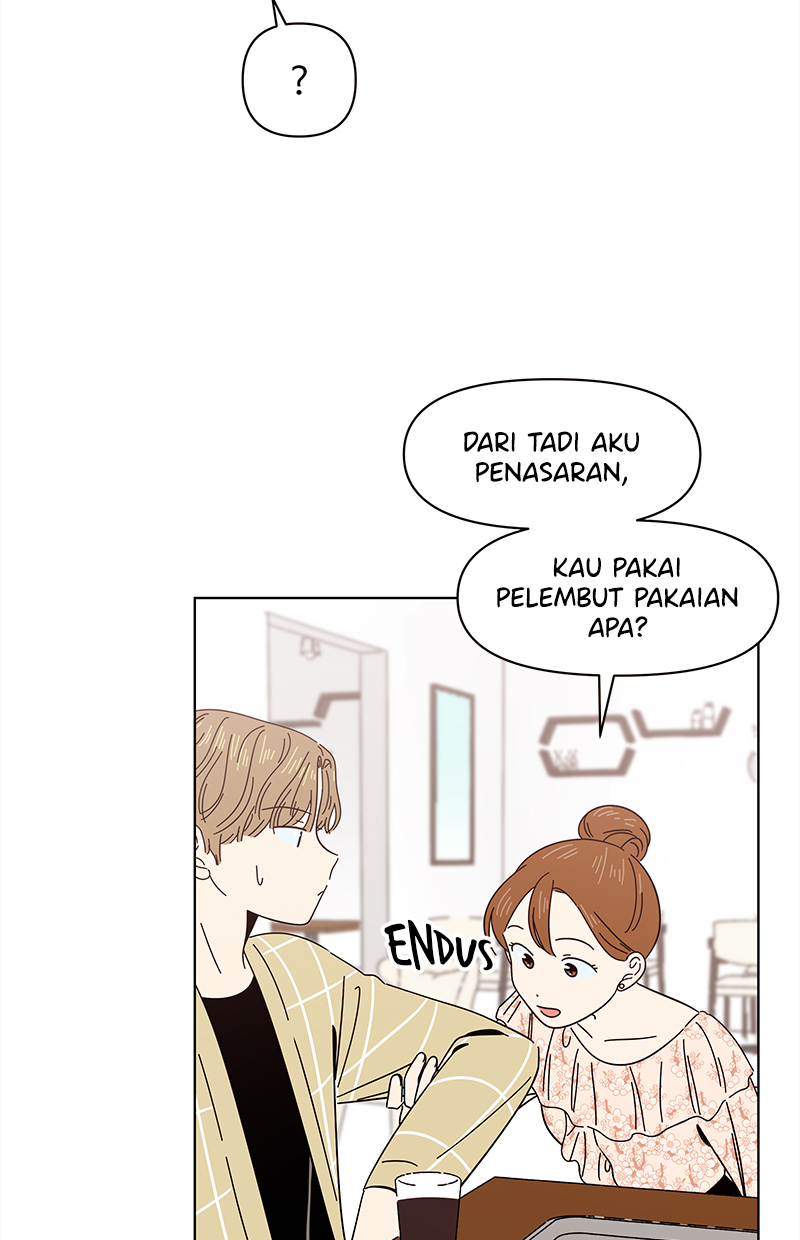 ?
DARI TADI AKU
PENASARAN,
KAU PAKAI
PELEMBUT PAKAIAN
APA?
ENDUS